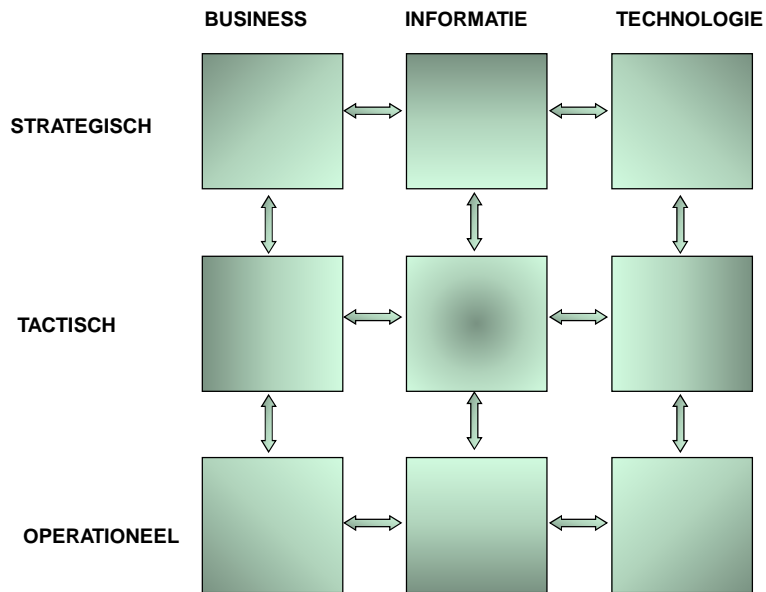 BUSINESS INFORMATIE TECHNOLOGIE
STRATEGISCH
TACTISCH
OPERATIONEEL